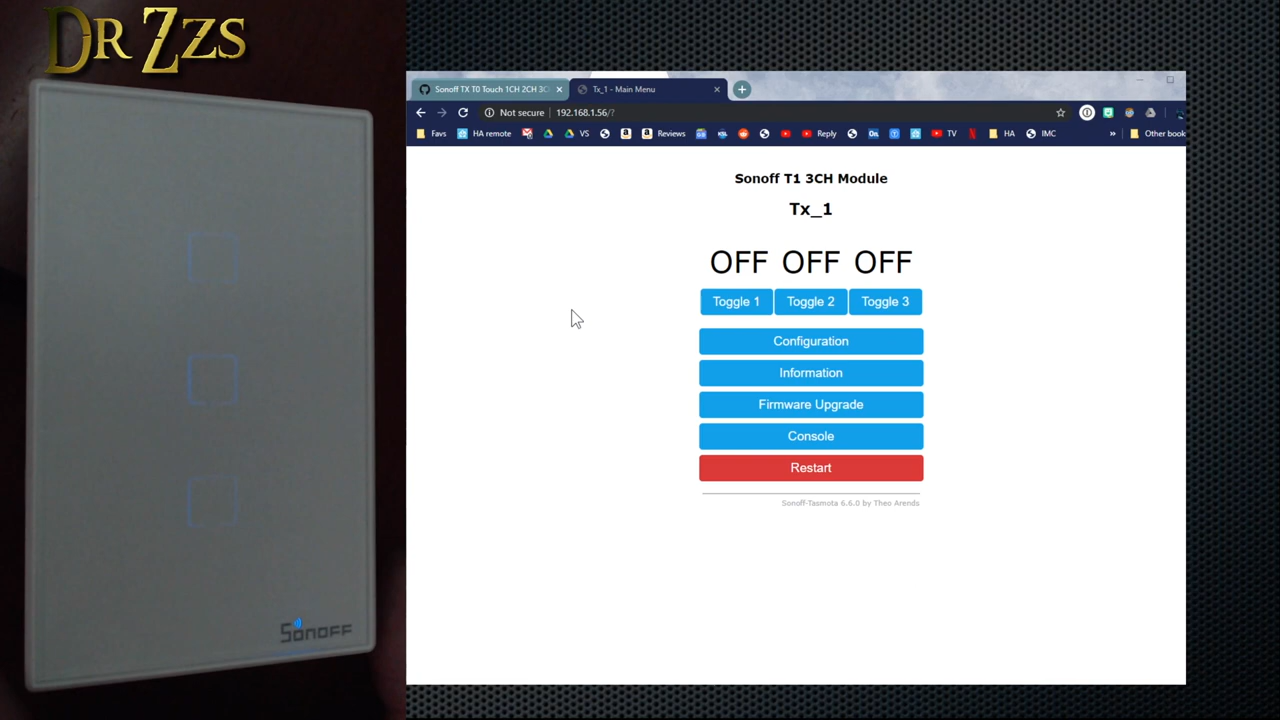 DR ZZS
Sonoff TX T0 Touch 1CH 2CH 3C
Tx_1 - Main Menu
Not secure
192.168.1.56/?
Favs
HA remote
VS
Reviews
Reply
TV
HA
IMC
»
Other book
Sonoff T1 3CH Module
Tx_1
OFF OFF OFF
Toggle 1
Toggle 2
Toggle 3
Configuration
Information
Firmware Upgrade
Console
Restart
Sonoff-Tasmota 6.6.0 by Theo Arends
SONOFF